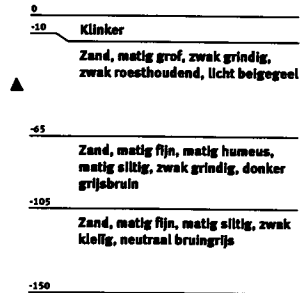 0
-10
Klinker
Zand, matig grof, zwak grindig,
zwak roesthoudend, licht beigegeel
-65
Zand, matig fijn, matig humeus,
matig siltig, zwak grindig, donker
grijsbruin
-105
Zand, matig fijn, matig siltig, zwak
kleiïg, neutraal bruingrijs
-150